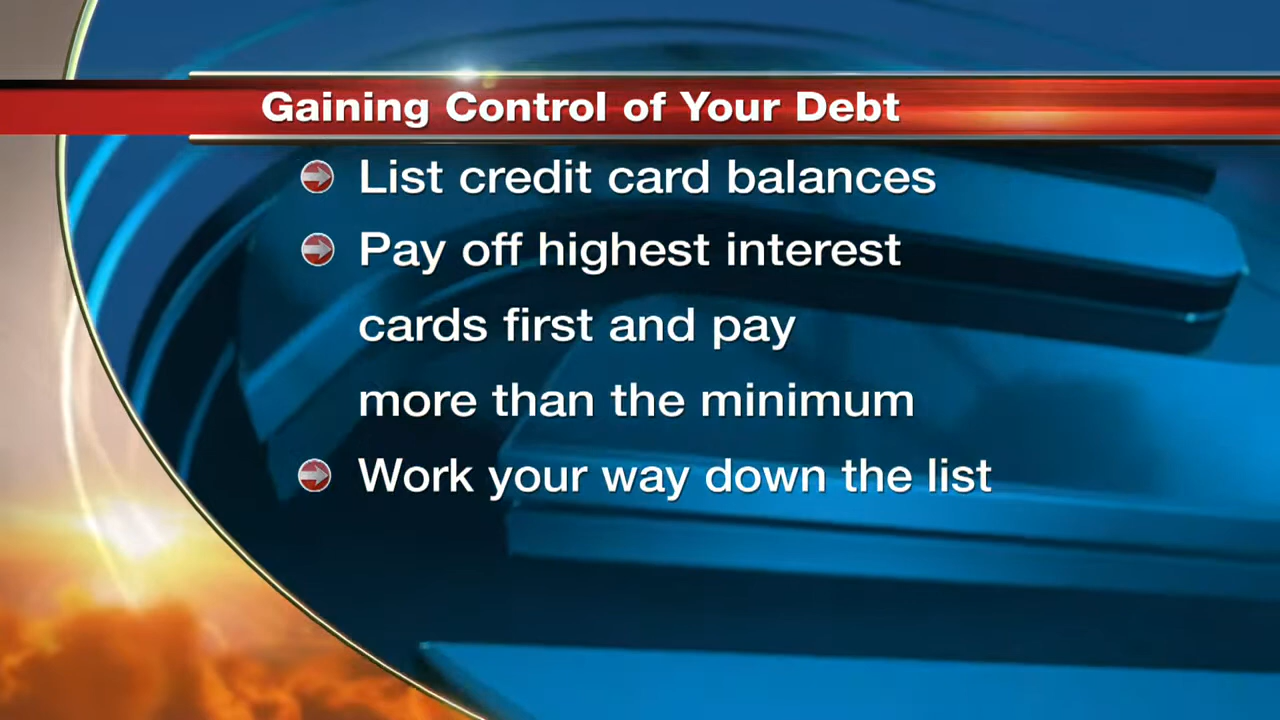 Gaining Control of Your Debt
List credit card balances
Pay off highest interest
cards first and pay
more than the minimum
Work your way down the list